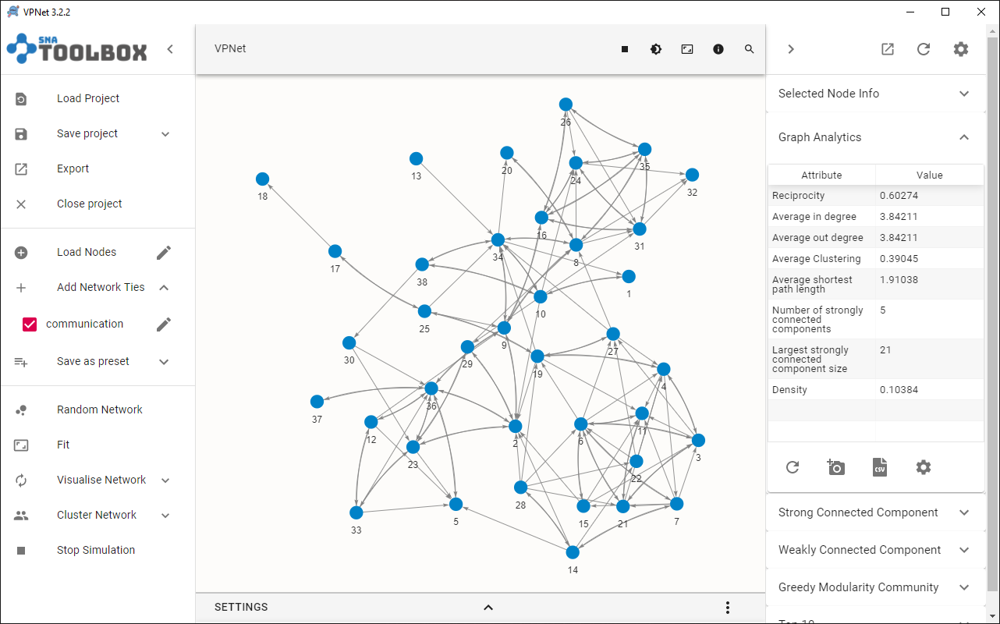 VPNet 3.2.2
SNA
TOOLBOX
Load Project
Save project
Export
Close project
Load Nodes
Add Network Ties
communication
Save as preset
Random Network
Fit
Visualise Network
Cluster Network
Stop Simulation
VPNet
26
35
20
13
24
32
18
16
31
34
8
17
38
1
10
25
9
27
30
29
19
4
36
37
11
12
2
6
3
23
22
28
15
21
7
5
33
14
SETTINGS
Selected Node Info
Graph Analytics
Attribute Value
Reciprocity 0.60274
Average in degree 3.84211
Average out degree 3.84211
Average Clustering 0.39045
Average shortest 1.91038
path length
Number of strongly 5
connected
components
Largest strongly 21
connected
component size
Density 0.10384
CSV
Strong Connected Component
Weakly Connected Component
Greedy Modularity Community